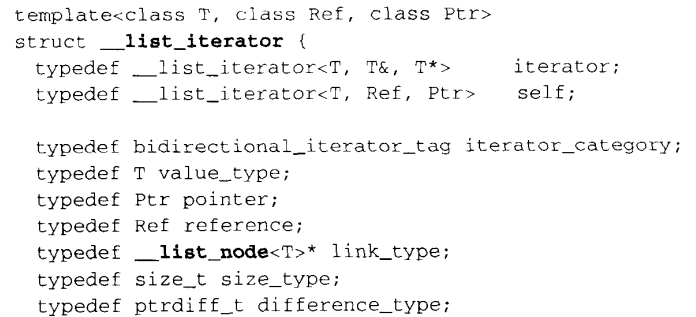 template<class T, class Ref, class Ptr>
struct __list_iterator {
  typedef __list_iterator<T, T&, T*>     iterator;
  typedef __list_iterator<T, Ref, Ptr>   self;

  typedef bidirectional_iterator_tag iterator_category;
  typedef T value_type;
  typedef Ptr pointer;
  typedef Ref reference;
  typedef __list_node<T>* link_type;
  typedef size_t size_type;
  typedef ptrdiff_t difference_type;